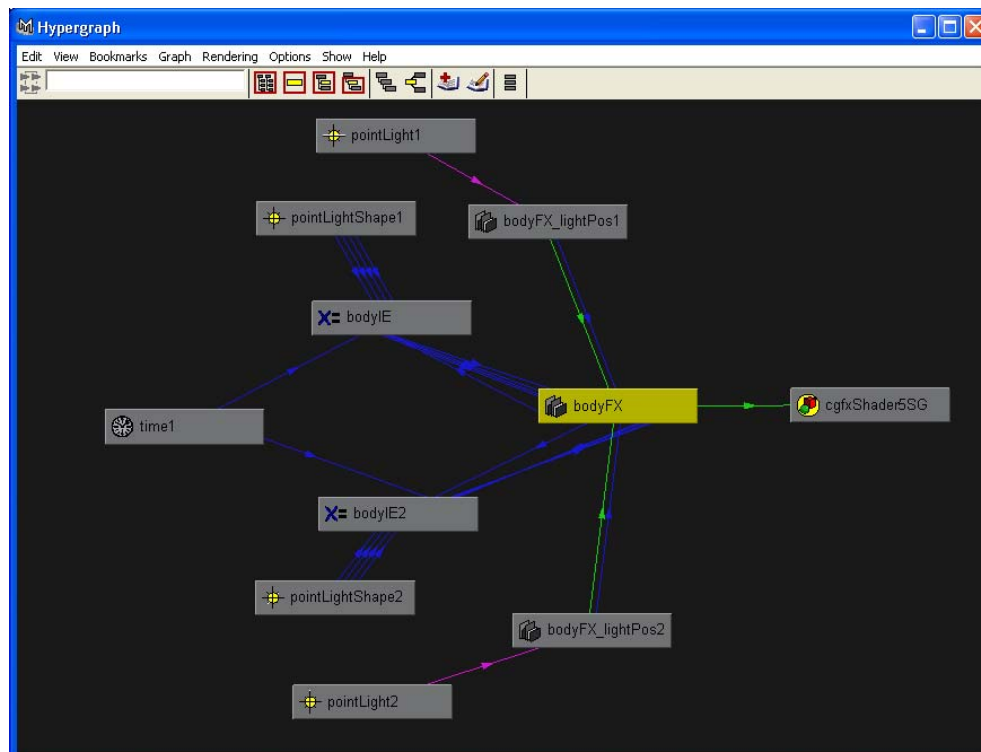 Hypergraph
Edit View Bookmarks Graph Rendering Options Show Help
pointLight1
pointLightShape1
bodyFX_lightPos1
X= bodyIE
bodyFX
cgfxShader5SG
time1
X= bodyIE2
pointLightShape2
bodyFX_lightPos2
pointLight2